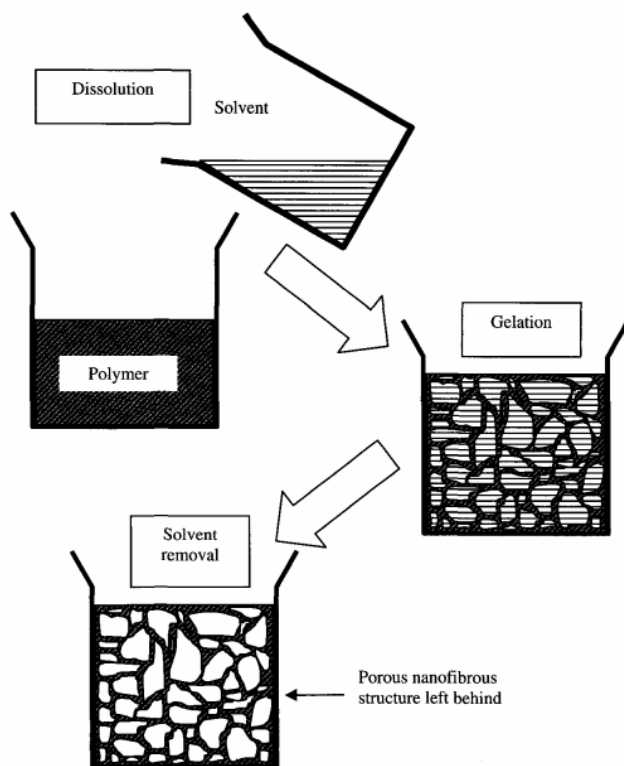 Dissolution
Solvent
Polymer
Gelation
Solvent
removal
Porous nanofibrous
structure left behind